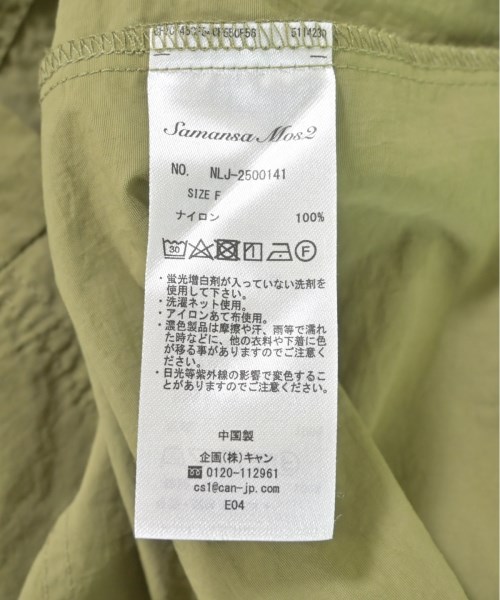 Samansa Mos2
NO. NLJ-2500141
SIZE F
ナイロン 100%
30
F
・蛍光増白剤が入っていない洗剤を
使用して下さい。
・洗濯ネット使用。
・アイロンあて布使用。
・濃色製品は摩擦や汗、雨等で濡れ
た時などに、他の衣料や下着に色
が移る事がありますのでご注意くだ
さい。
・日光等紫外線の影響で変色するこ
とがありますのでご注意ください。
中国製
企画(株)キャン
☎0120-112961
cs1@can-jp.com
E04